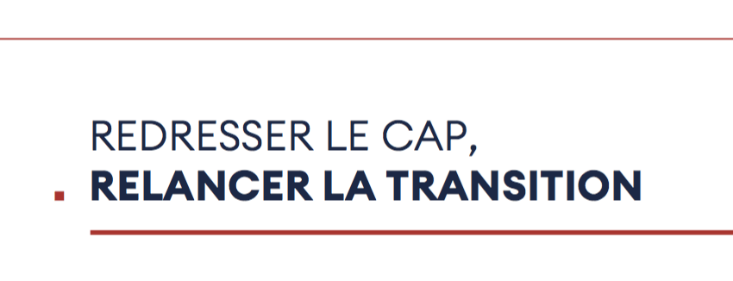 REDRESSER LE CAP,
RELANCER LA TRANSITION